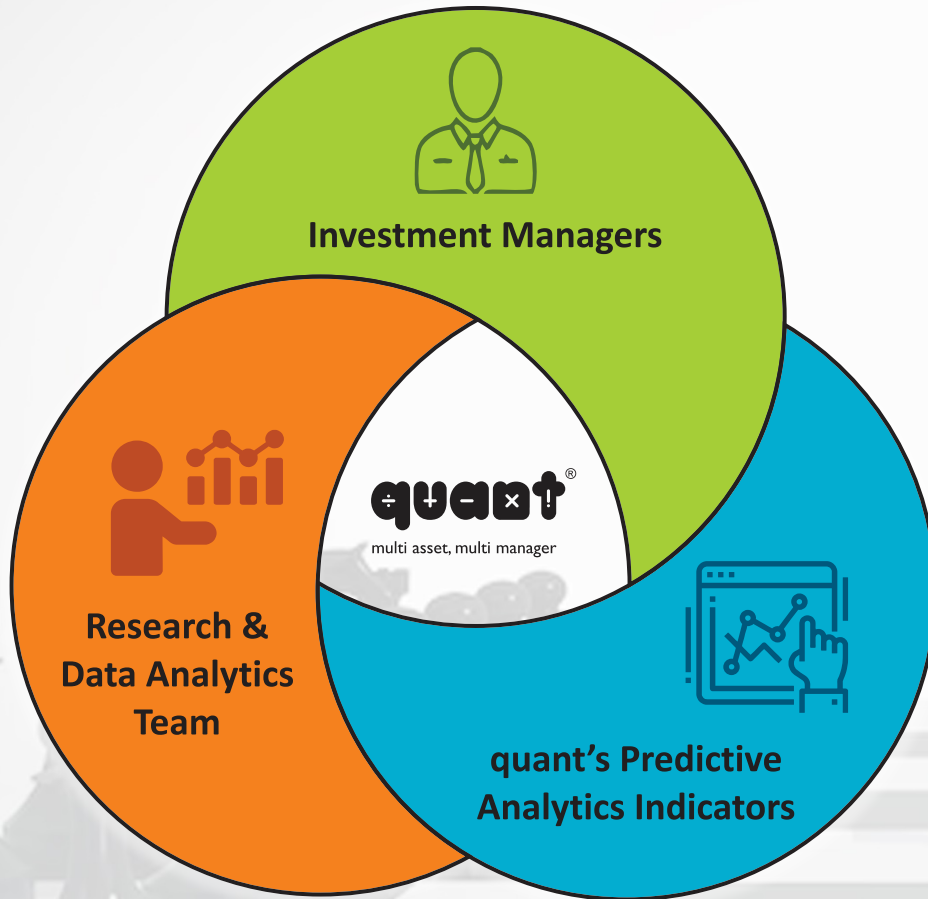 Investment Managers
quant®
multi asset, multi manager
Research &
Data Analytics
Team
quant's Predictive
Analytics Indicators